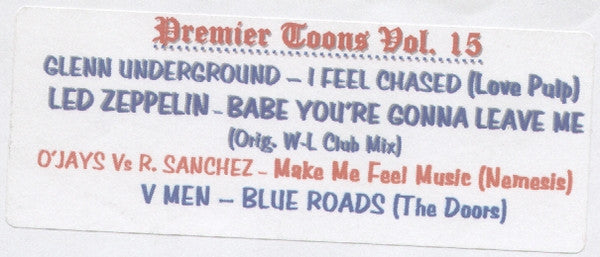 Premier Toons Vol. 15
GLENN UNDERGROUND – I FEEL CHASED (Love Pulp)
LED ZEPPELIN - BABE YOU'RE GONNA LEAVE ME
(Orig. W-L Club Mix)
O'JAYS Vs R. SANCHEZ – Make Me Feel Music (Nemesis)
V MEN – BLUE ROADS (The Doors)